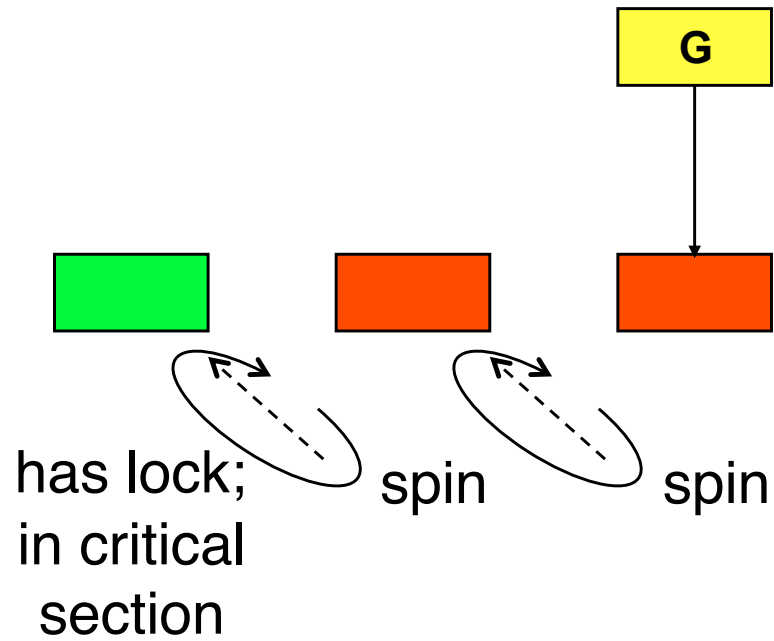 G
has lock;
in critical
section
spin
spin